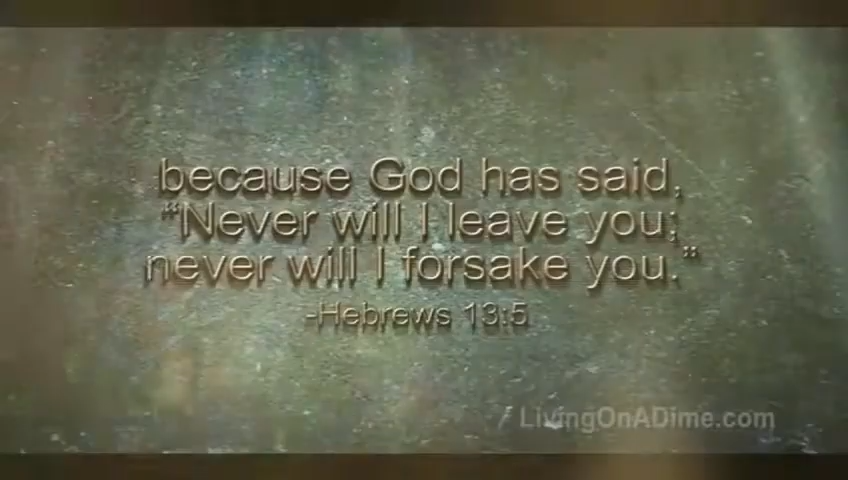 because God has said,
“Never will I leave you;
never will I forsake you.“
-Hebrews 13:5
LivingOnADime.com